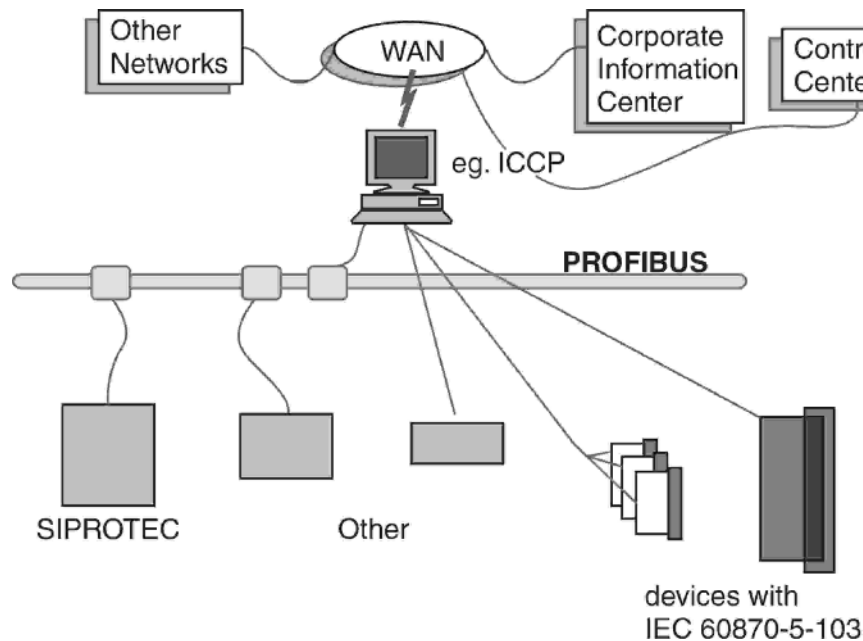 Other
Networks
WAN
Corporate
Information
Center
eg. ICCP
PROFIBUS
SIPROTEC
Other
devices with
IEC 60870-5-103